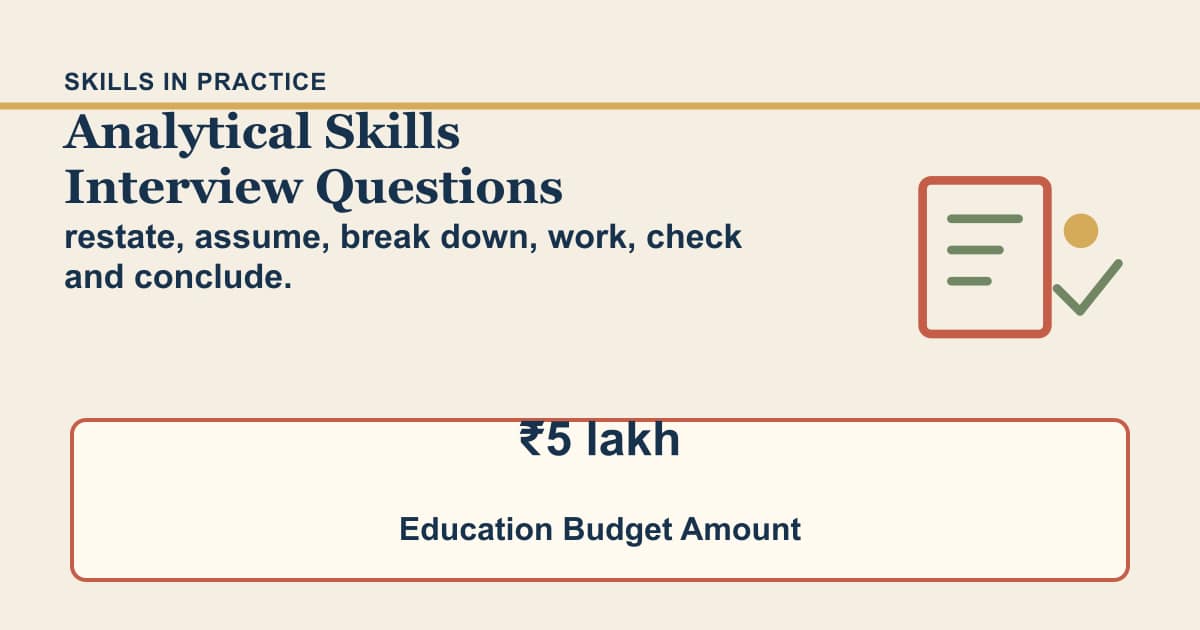 SKILLS IN PRACTICE
Analytical Skills
Interview Questions
restate, assume, break down, work, check
and conclude.
₹5 lakh
Education Budget Amount